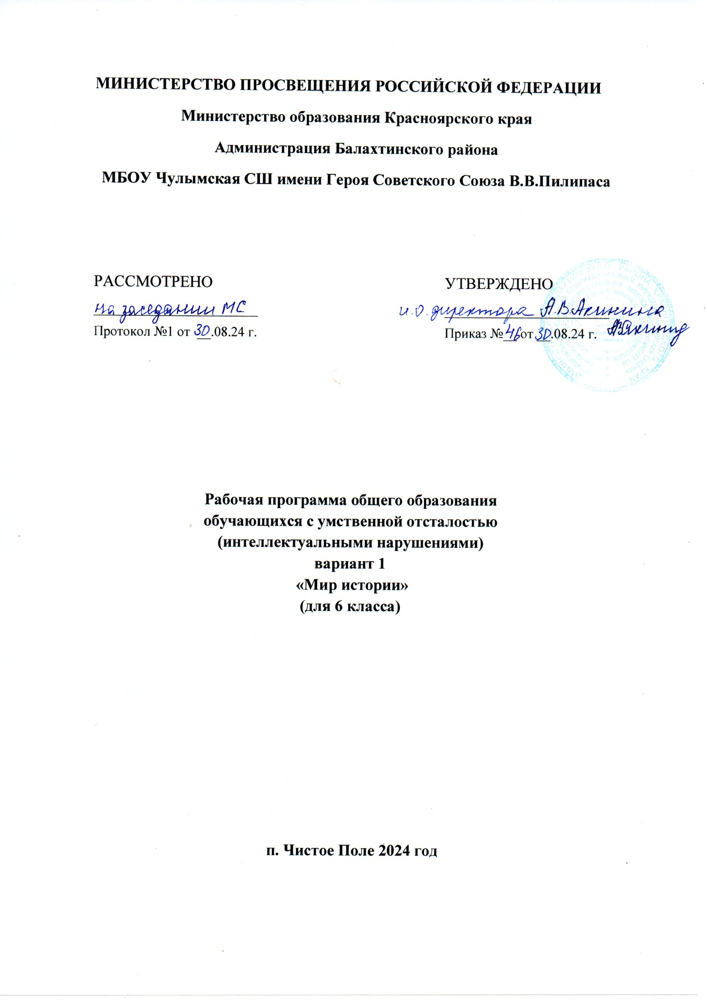 МИНИСТЕРСТВО ПРОСВЕЩЕНИЯ РОССИЙСКОЙ ФЕДЕРАЦИИ
Министерство образования Красноярского края
Администрация Балахтинского района
МБОУ Чулымская СШ имени Героя Советского Союза В.В.Пилипаса
РАССМОТРЕНО
на заседании МС
Протокол №1 от 30.08.24 г.
УТВЕРЖДЕНО
и.о. директора А.В.Акинина
Приказ №46 от 30.08.24 г.
Рабочая программа общего образования
обучающихся с умственной отсталостью
(интеллектуальными нарушениями)
вариант 1
«Мир истории»
(для 6 класса)
п. Чистое Поле 2024 год